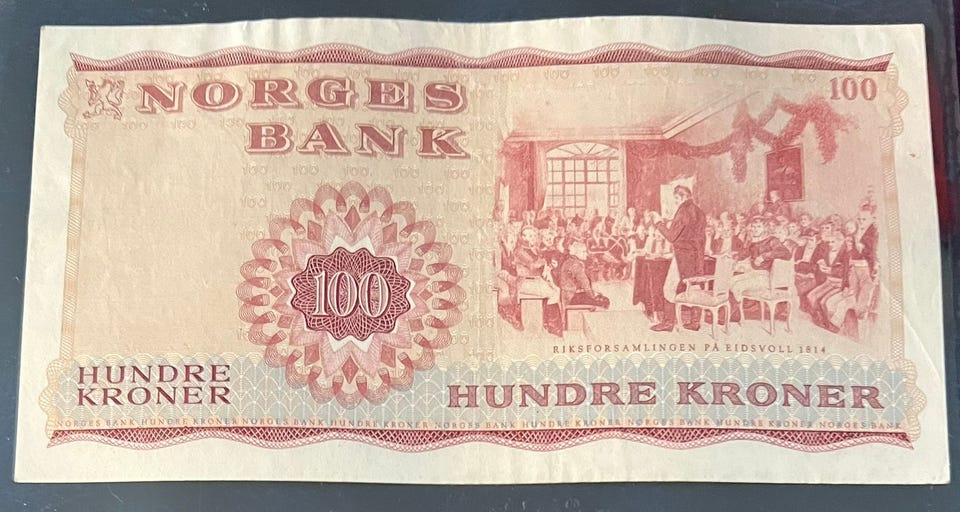 NORGES
BANK
100
100
RIKSFORSAMLINGEN PÅ EIDSVOLL 1814
HUNDRE
KRONER
HUNDRE KRONER
NORGES BANK HUNDRE KRONER NORGES BANK HUNDRE KRONER NORGES BANK HUNDRE KRONER NORGES BANK HUNDRE KRONER NORGES BANK